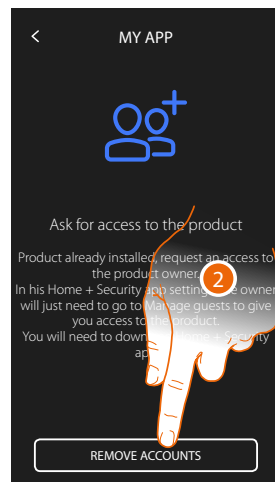 MY APP
Ask for access to the product
Product already installed, request an access to
the product owner.
In his Home + Security app settings, the owner
will just need to go to Manage guests to give
you access to the product.
You will need to download Home + Security
app
2
REMOVE ACCOUNTS